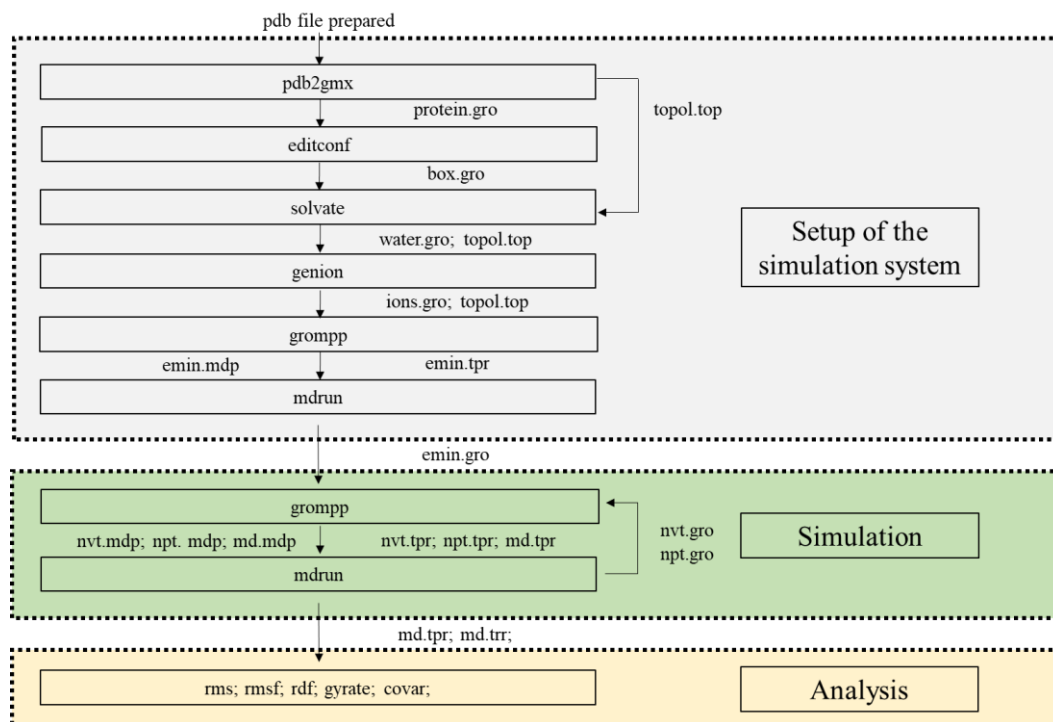 pdb file prepared
pdb2gmx
protein.gro
topol.top
editconf
box.gro
solvate
water.gro; topol.top
genion
ions.gro; topol.top
grompp
emin.mdp
emin.tpr
mdrun
Setup of the
simulation system
emin.gro
grompp
nvt.mdp; npt. mdp; md.mdp
nvt.tpr; npt.tpr; md.tpr
mdrun
nvt.gro
npt.gro
Simulation
md.tpr; md.trr;
rms; rmsf; rdf; gyrate; covar;
Analysis